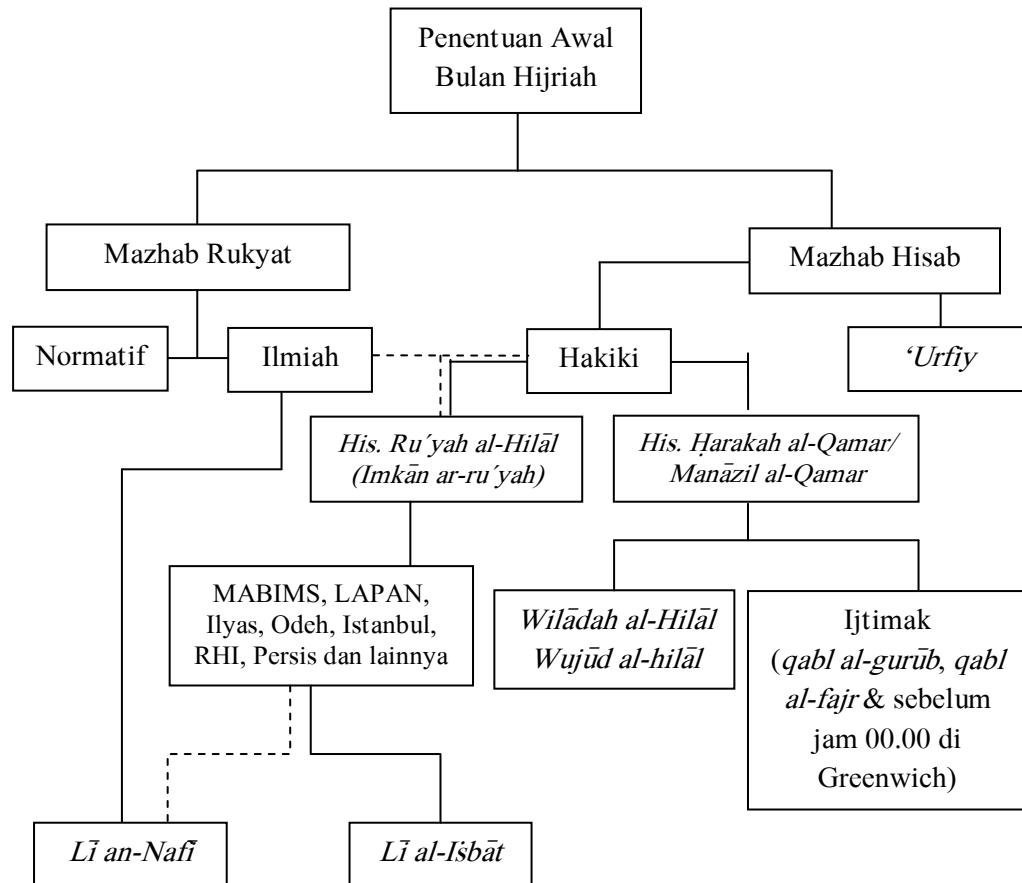 Penentuan Awal
Bulan Hijriah
Mazhab Rukyat
Mazhab Hisab
Normatif
Ilmiah
Hakiki
‘Urfiy
His. Ru´yah al-Hilāl
(Imkān ar-ru´yah)
His. Ḥarakah al-Qamar/
Manāzil al-Qamar
MABIMS, LAPAN,
Ilyas, Odeh, Istanbul,
RHI, Persis dan lainnya
Wilādah al-Hilāl
Wujūd al-hilāl
Ijtimak
(qabl al-gurūb, qabl
al-fajr & sebelum
jam 00.00 di
Greenwich)
Lī an-Nafī
Lī al-Iṡbāt